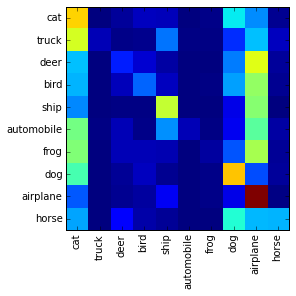 cat
truck
deer
bird
ship
automobile
frog
dog
airplane
horse
cat
truck
deer
bird
ship
automobile
frog
dog
airplane
horse